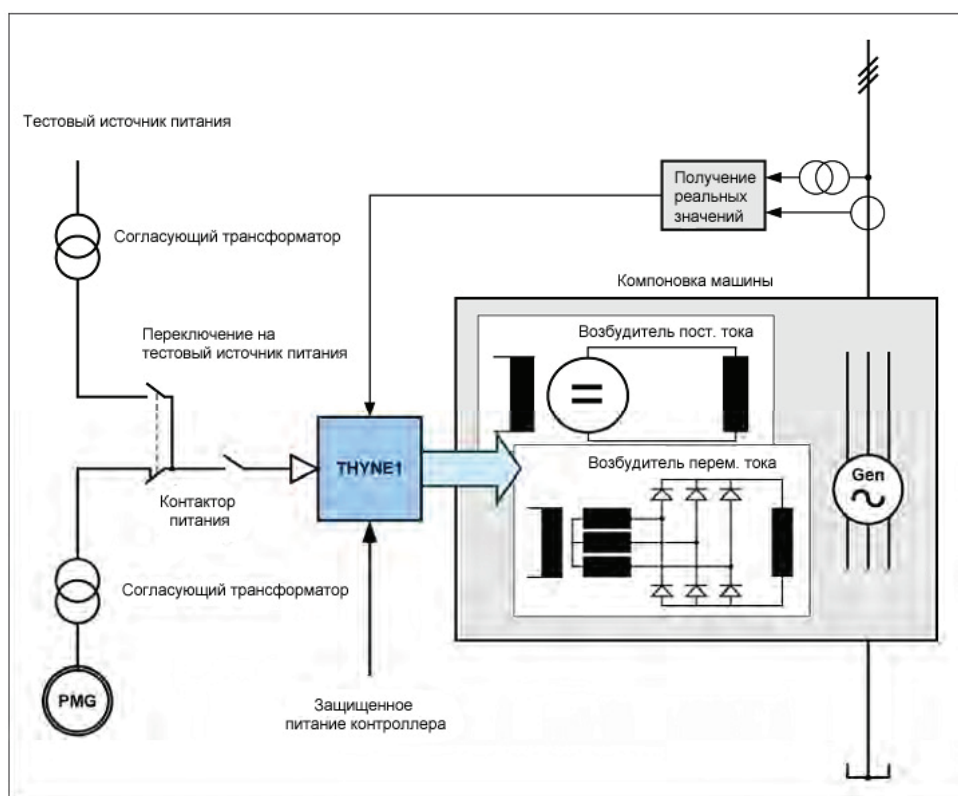 Тестовый источник питания
Согласующий трансформатор
Получение
реальных
значений
Компоновка машины
Переключение на
тестовый источник питания
Возбудитель пост. тока
THYNE1
Возбудитель перем. тока
Gen
Контактор
питания
Согласующий трансформатор
PMG
Защищенное
питание контроллера